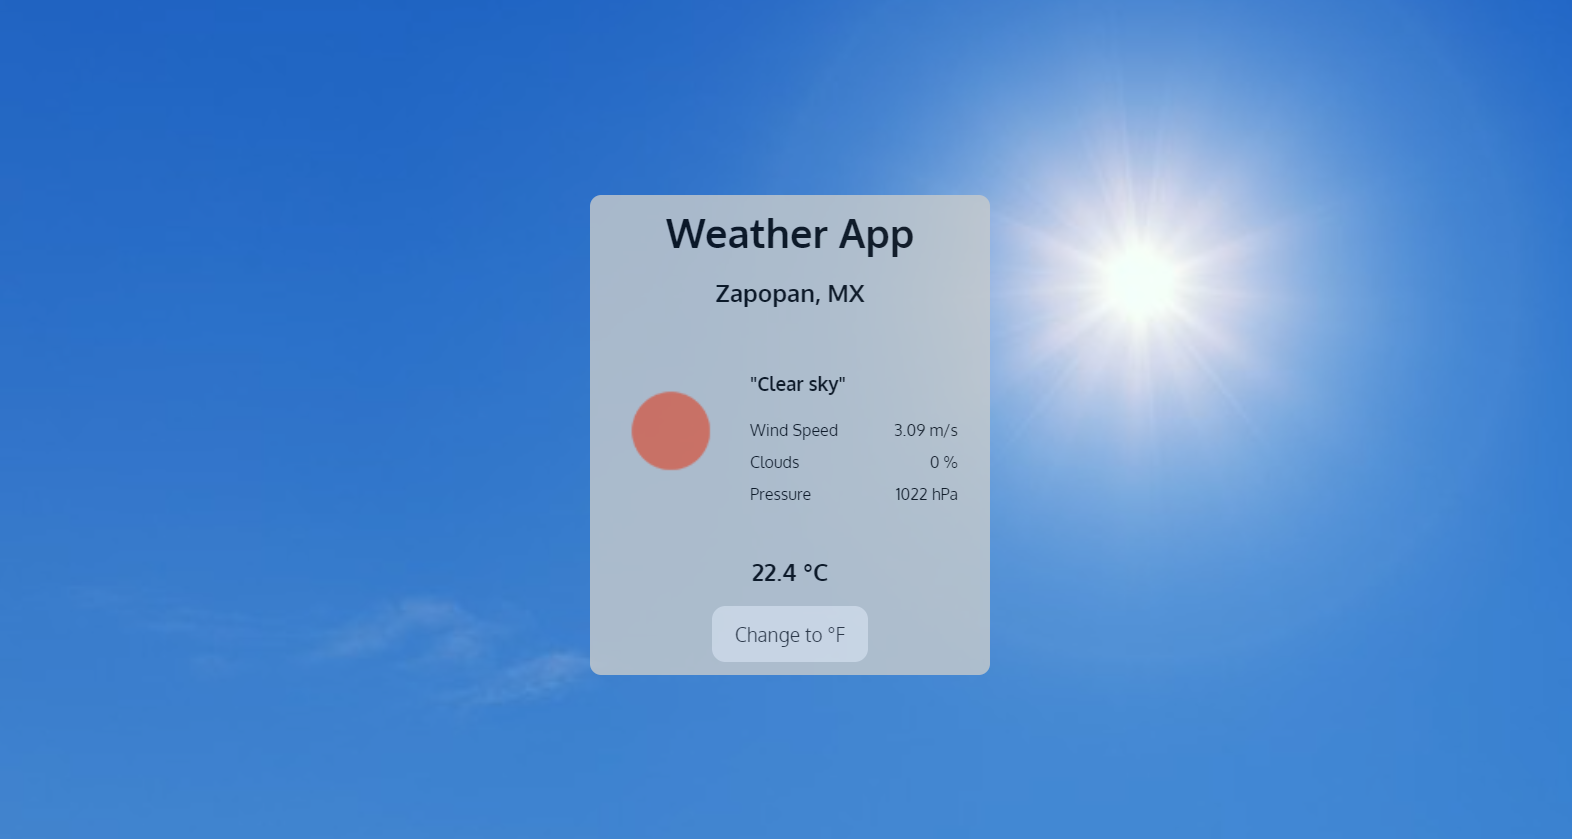 Weather App
Zapopan, MX
"Clear sky"
Wind Speed 3.09 m/s
Clouds 0 %
Pressure 1022 hPa
22.4 °C
Change to °F